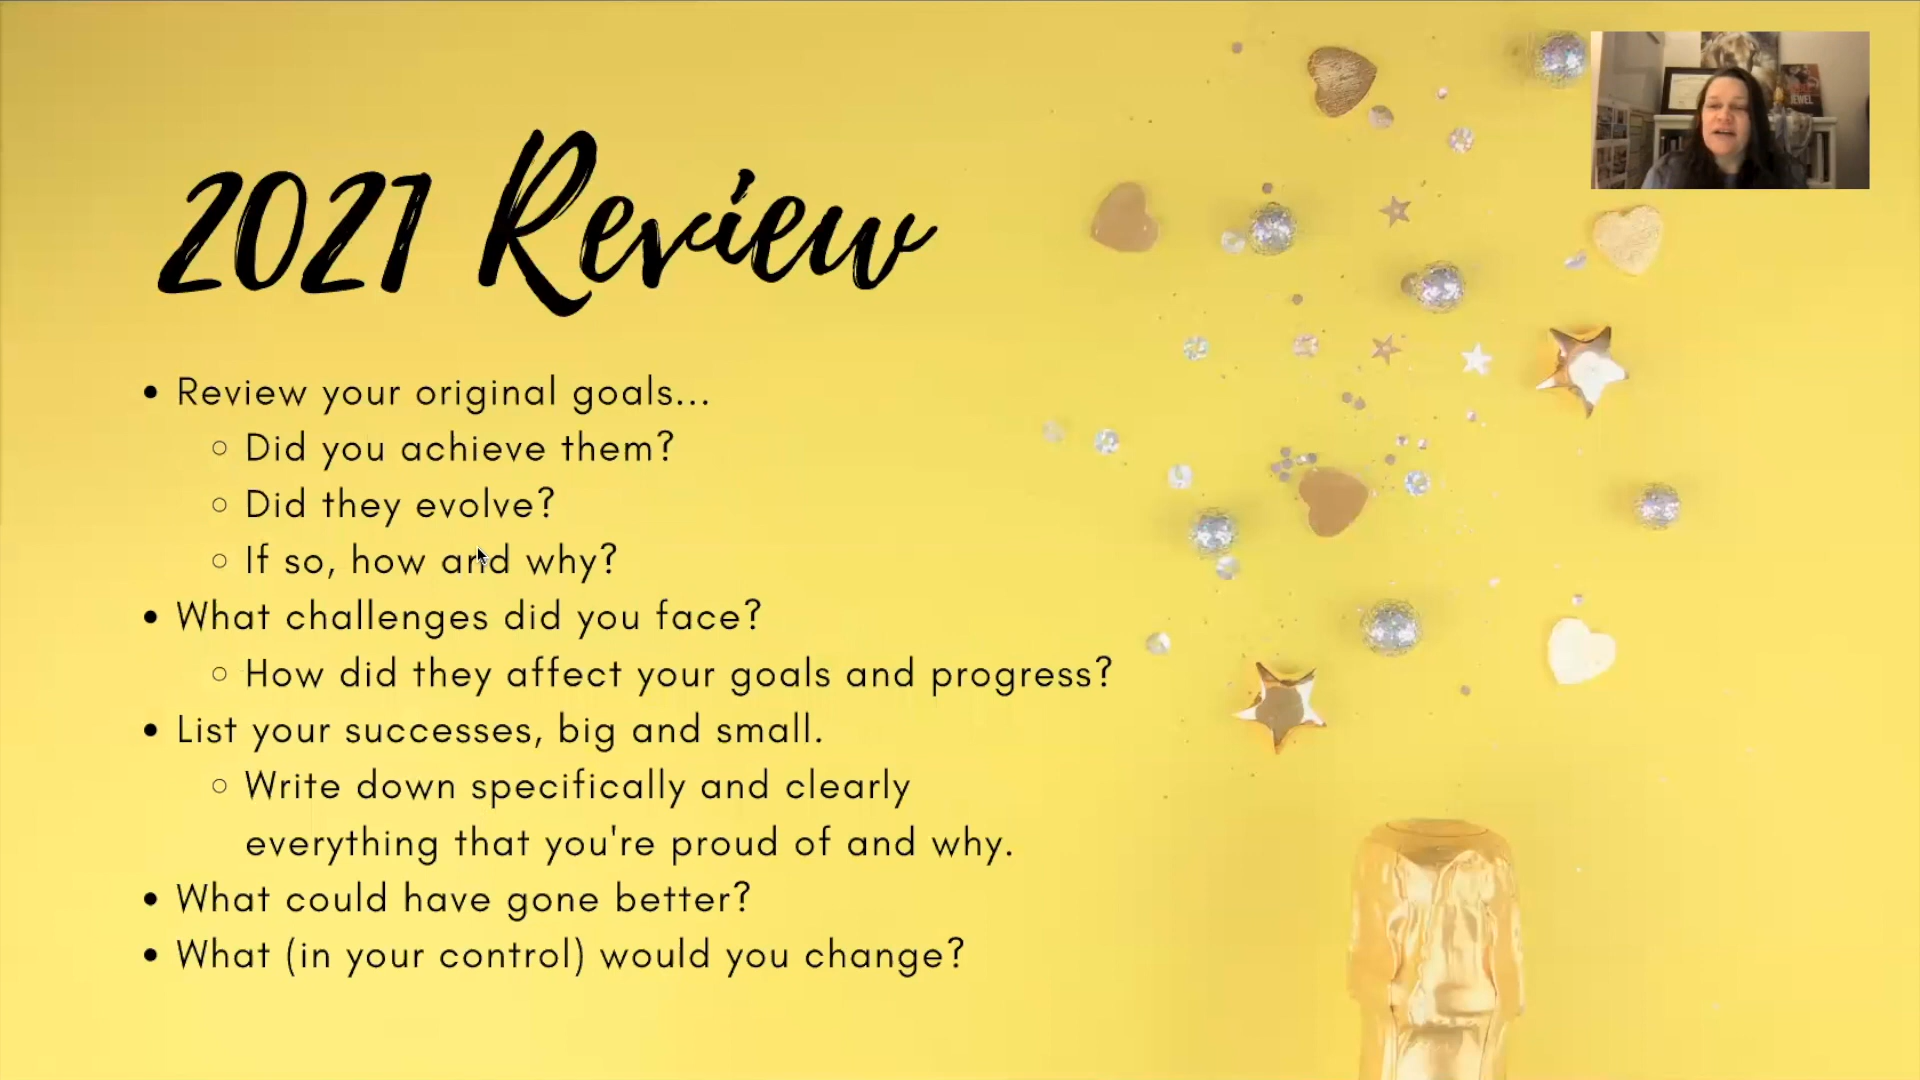 2021 Review
Review your original goals...
Did you achieve them?
Did they evolve?
If so, how and why?
What challenges did you face?
How did they affect your goals and progress?
List your successes, big and small.
Write down specifically and clearly
everything that you're proud of and why.
What could have gone better?
What (in your control) would you change?
JEWEL